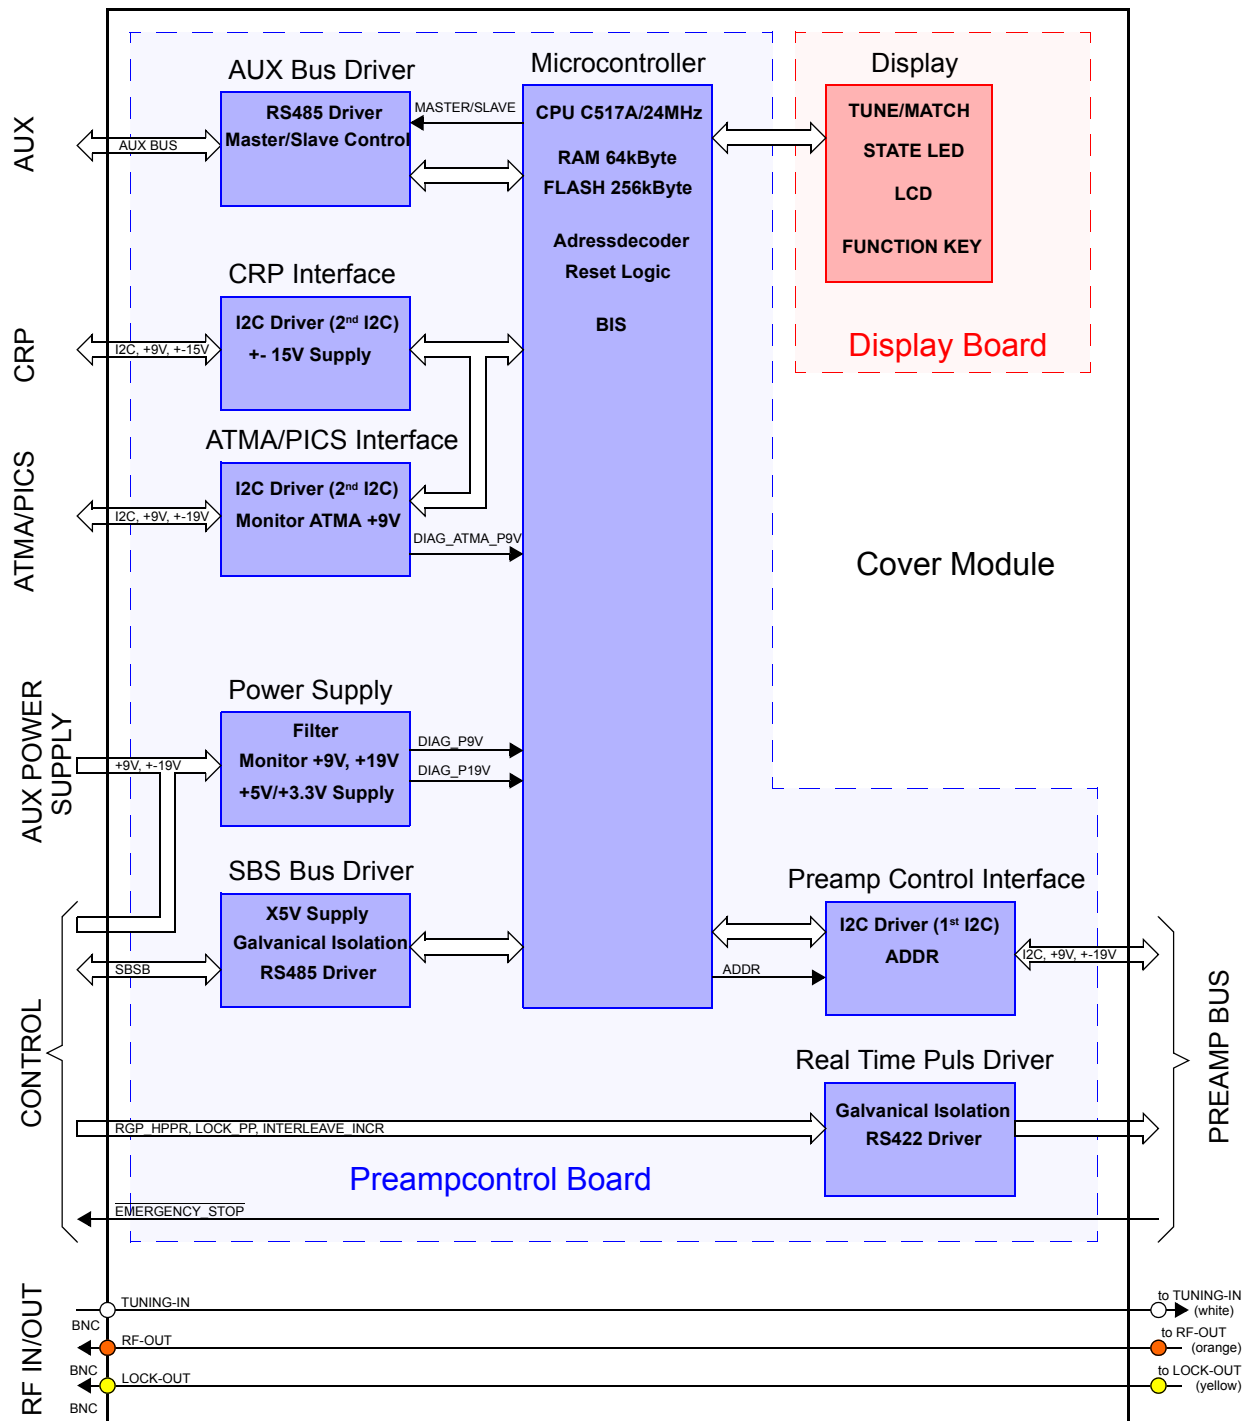 AUX Bus Driver
Microcontroller
Display
RS485 Driver
Master/Slave Control
MASTER/SLAVE
CPU C517A/24MHz
RAM 64kByte
FLASH 256kByte
Adressdecoder
Reset Logic
BIS
TUNE/MATCH
STATE LED
LCD
FUNCTION KEY
Display Board
AUX
AUX BUS
CRP Interface
I2C Driver (2nd I2C)
+- 15V Supply
CRP
I2C, +9V, +-15V
ATMA/PICS Interface
I2C Driver (2nd I2C)
Monitor ATMA +9V
ATMA/PICS
I2C, +9V, +-19V
DIAG_ATMA_P9V
Cover Module
Power Supply
Filter
Monitor +9V, +19V
+5V/+3.3V Supply
AUX POWER
SUPPLY
+9V, +-19V
DIAG_P9V
DIAG_P19V
SBS Bus Driver
X5V Supply
Galvanical Isolation
RS485 Driver
SBSB
CONTROL
Preamp Control Interface
I2C Driver (1st I2C)
ADDR
ADDR
I2C, +9V, +-19V
PREAMP BUS
Real Time Puls Driver
Galvanical Isolation
RS422 Driver
RGP_HPPR, LOCK_PP, INTERLEAVE_INCR
Preampcontrol Board
EMERGENCY_STOP
RF IN/OUT
TUNING-IN
BNC
to TUNING-IN
(white)
RF-OUT
BNC
to RF-OUT
(orange)
LOCK-OUT
BNC
to LOCK-OUT
(yellow)